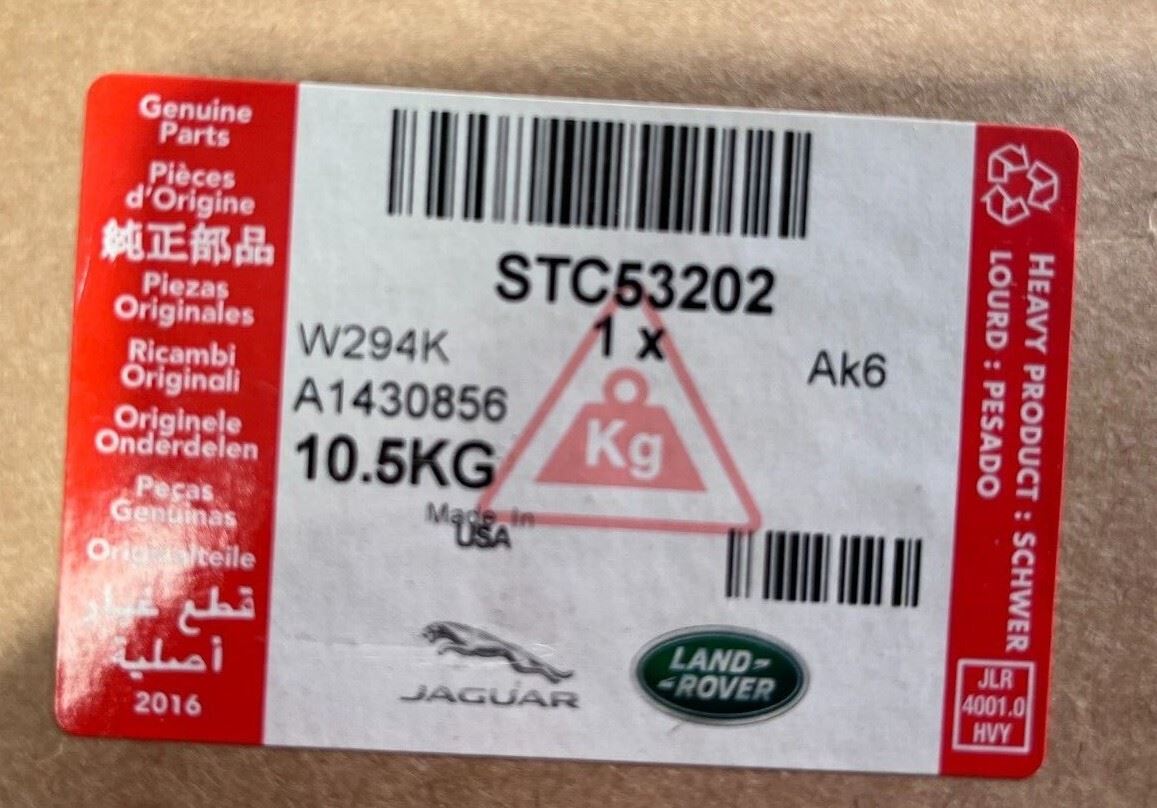 Genuine
Parts
Pièces
d'Origine
純正部品
Piezas
Originales
Ricambi
Originali
Originele
Onderdelen
Peças
Genuinas
Originalteile
قطع غيار
أصلية
2016
STC53202
1 x
W294K
Ak6
A1430856
10.5KG
Kg
Made in
USA
JAGUAR
LAND-
-ROVER
HEAVY PRODUCT : SCHWER
LOURD : PESADO
JLR
4001.0
HVY